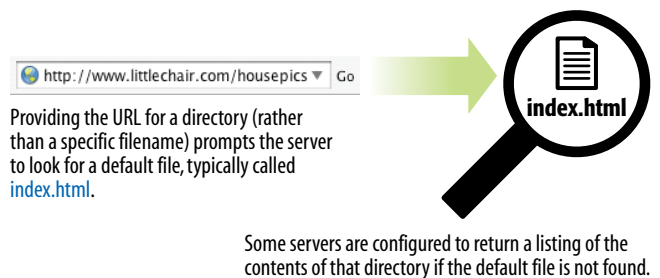 http://www.littlechair.com/housepics ▼ Go
index.html
Providing the URL for a directory (rather
than a specific filename) prompts the server
to look for a default file, typically called
index.html.
Some servers are configured to return a listing of the
contents of that directory if the default file is not found.